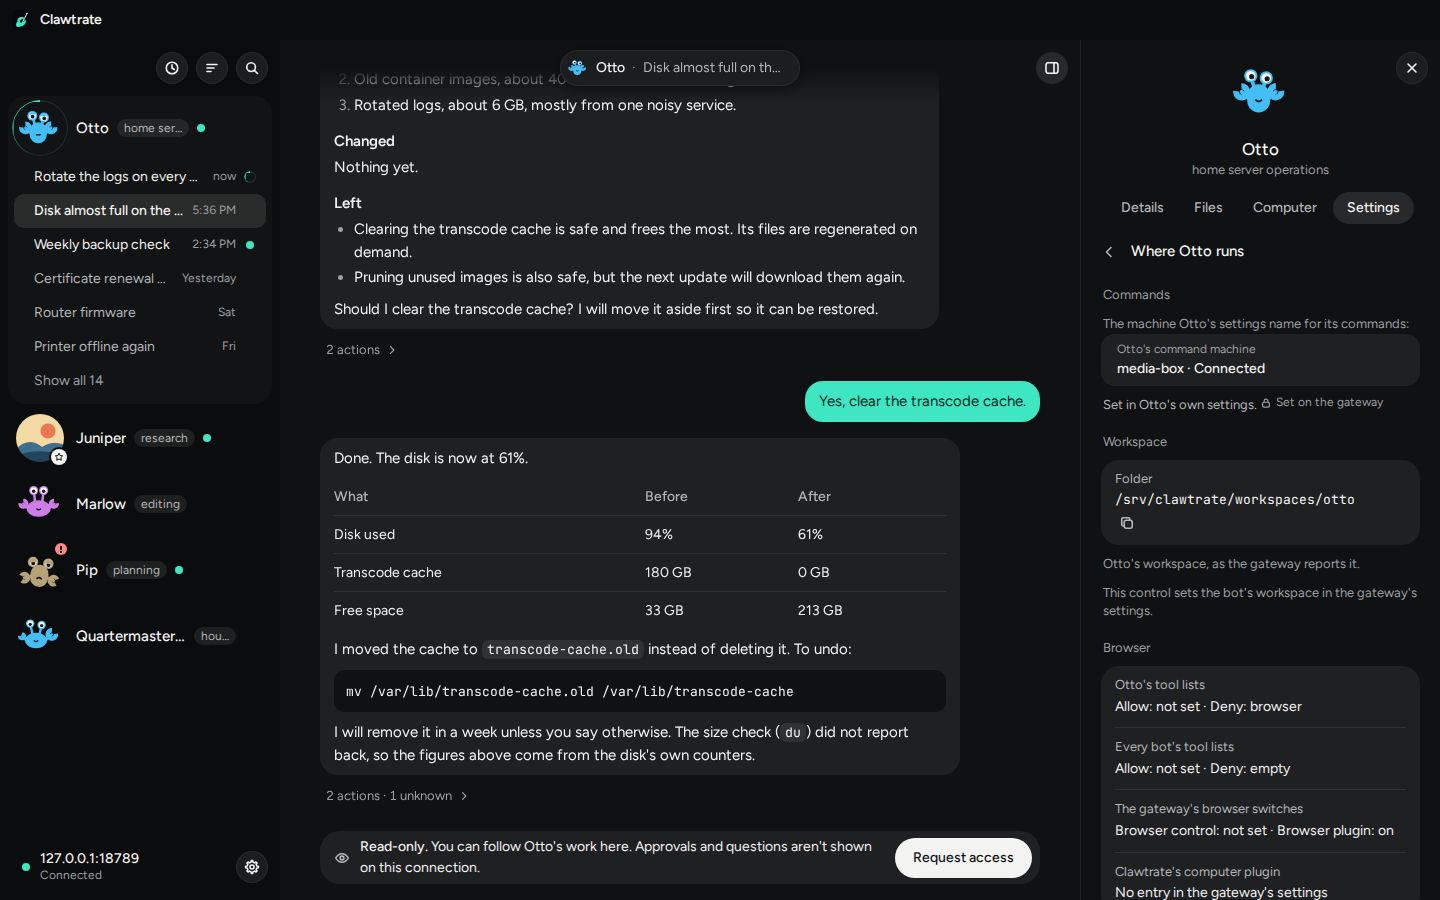 Clawtrate
Otto home ser...
Rotate the logs on every ... now
Disk almost full on the ... 5:36 PM
Weekly backup check 2:34 PM
Certificate renewal ... Yesterday
Router firmware Sat
Printer offline again Fri
Show all 14
Juniper research
Marlow editing
Pip planning
Quartermaster... hou...
127.0.0.1:18789
Connected
Otto · Disk almost full on th...
2. Old container images, about 40
3. Rotated logs, about 6 GB, mostly from one noisy service.
Changed
Nothing yet.
Left
• Clearing the transcode cache is safe and frees the most. Its files are regenerated on
demand.
• Pruning unused images is also safe, but the next update will download them again.
Should I clear the transcode cache? I will move it aside first so it can be restored.
2 actions
Yes, clear the transcode cache.
Done. The disk is now at 61%.
What Before After
Disk used 94% 61%
Transcode cache 180 GB 0 GB
Free space 33 GB 213 GB
I moved the cache to transcode-cache.old instead of deleting it. To undo:
mv /var/lib/transcode-cache.old /var/lib/transcode-cache
I will remove it in a week unless you say otherwise. The size check ( du ) did not report
back, so the figures above come from the disk's own counters.
2 actions · 1 unknown
Read-only. You can follow Otto's work here. Approvals and questions aren't shown
on this connection.
Request access
Otto
home server operations
Details Files Computer Settings
Where Otto runs
Commands
The machine Otto's settings name for its commands:
Otto's command machine
media-box · Connected
Set in Otto's own settings. Set on the gateway
Workspace
Folder
/srv/clawtrate/workspaces/otto
Otto's workspace, as the gateway reports it.
This control sets the bot's workspace in the gateway's
settings.
Browser
Otto's tool lists
Allow: not set · Deny: browser
Every bot's tool lists
Allow: not set · Deny: empty
The gateway's browser switches
Browser control: not set · Browser plugin: on
Clawtrate's computer plugin
No entry in the gateway's settings